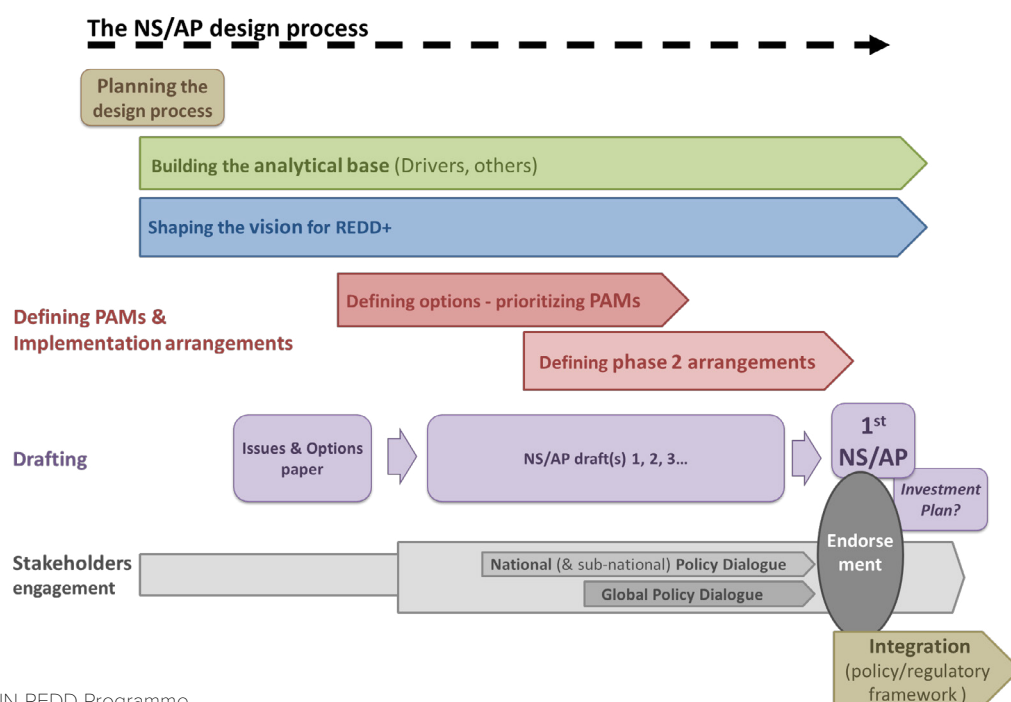 The NS/AP design process
Planning the
design process
Building the analytical base (Drivers, others)
Shaping the vision for REDD+
Defining options - prioritizing PAMs
Defining PAMs &
Implementation arrangements
Defining phase 2 arrangements
Drafting
Issues & Options
paper
NS/AP draft(s) 1, 2, 3...
1st
NS/AP
Investment
Plan?
Stakeholders
engagement
National (& sub-national) Policy Dialogue
Global Policy Dialogue
Endorse
ment
Integration
(policy/regulatory
framework )
UN REDD Programme